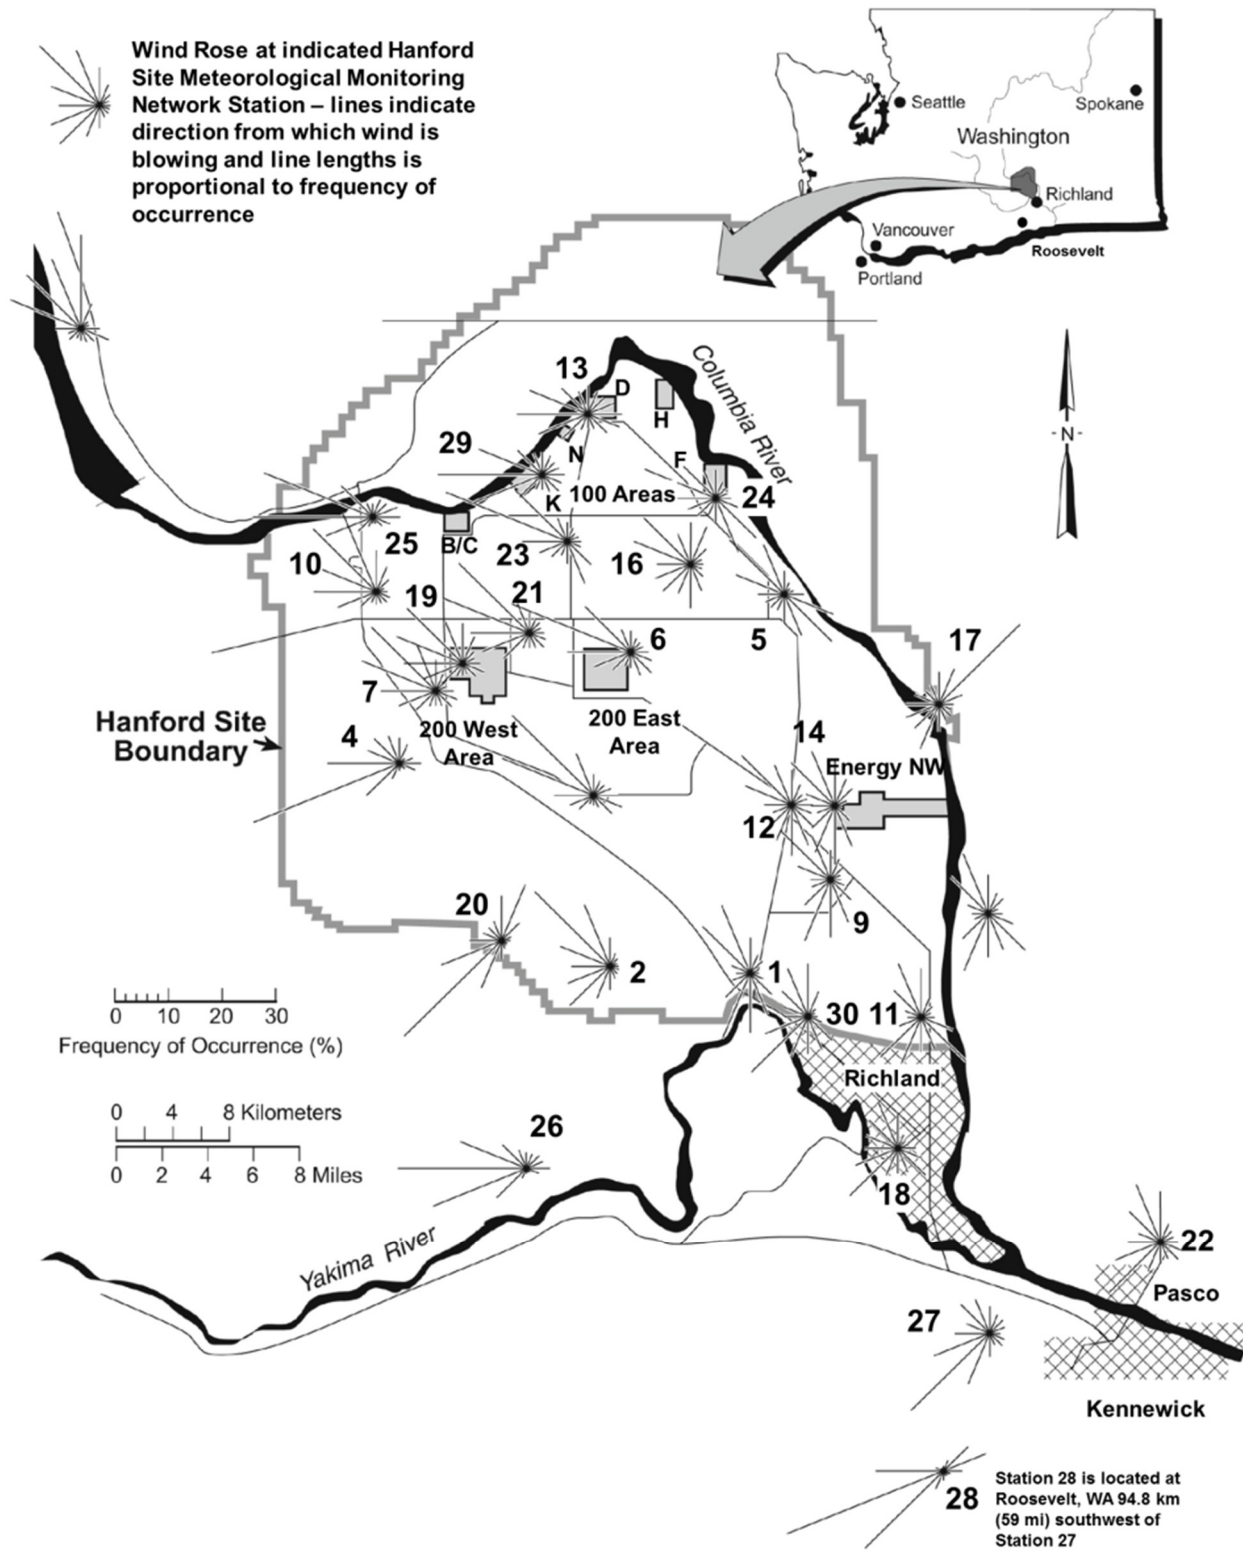 Wind Rose at indicated Hanford
Site Meteorological Monitoring
Network Station – lines indicate
direction from which wind is
blowing and line lengths is
proportional to frequency of
occurrence
Seattle
Spokane
Washington
Richland
Vancouver
Roosevelt
Portland
-N-
13
D
H
Columbia River
29
N
F
K
100 Areas
24
25
B/C
10
23
16
19
21
6
5
17
7
Hanford Site
Boundary
4
200 West
Area
200 East
Area
14
Energy NW
12
20
9
2
1
30
11
0 10 20 30
Frequency of Occurrence (%)
Richland
0 4 8 Kilometers
0 2 4 6 8 Miles
26
18
Yakima River
22
Pasco
27
Kennewick
28
Station 28 is located at
Roosevelt, WA 94.8 km
(59 mi) southwest of
Station 27